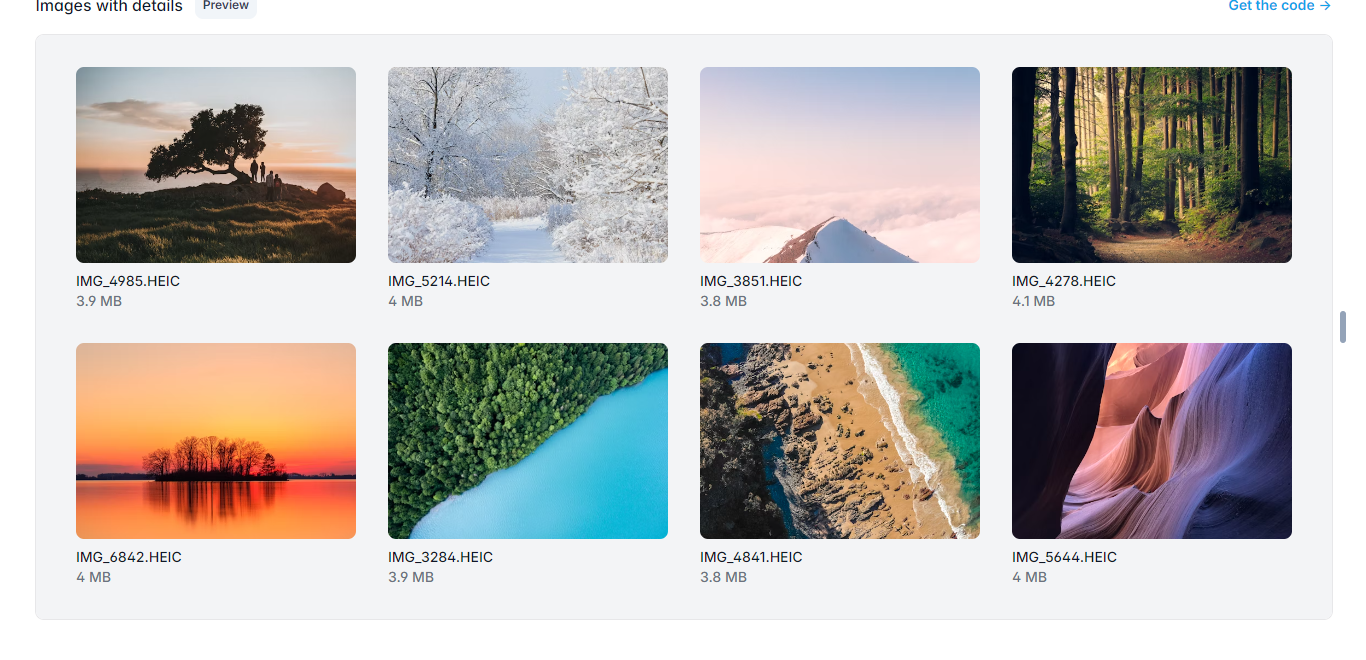 Images with details
Preview
Get the code →
IMG_4985.HEIC
3.9 MB
IMG_5214.HEIC
4 MB
IMG_3851.HEIC
3.8 MB
IMG_4278.HEIC
4.1 MB
IMG_6842.HEIC
4 MB
IMG_3284.HEIC
3.9 MB
IMG_4841.HEIC
3.8 MB
IMG_5644.HEIC
4 MB